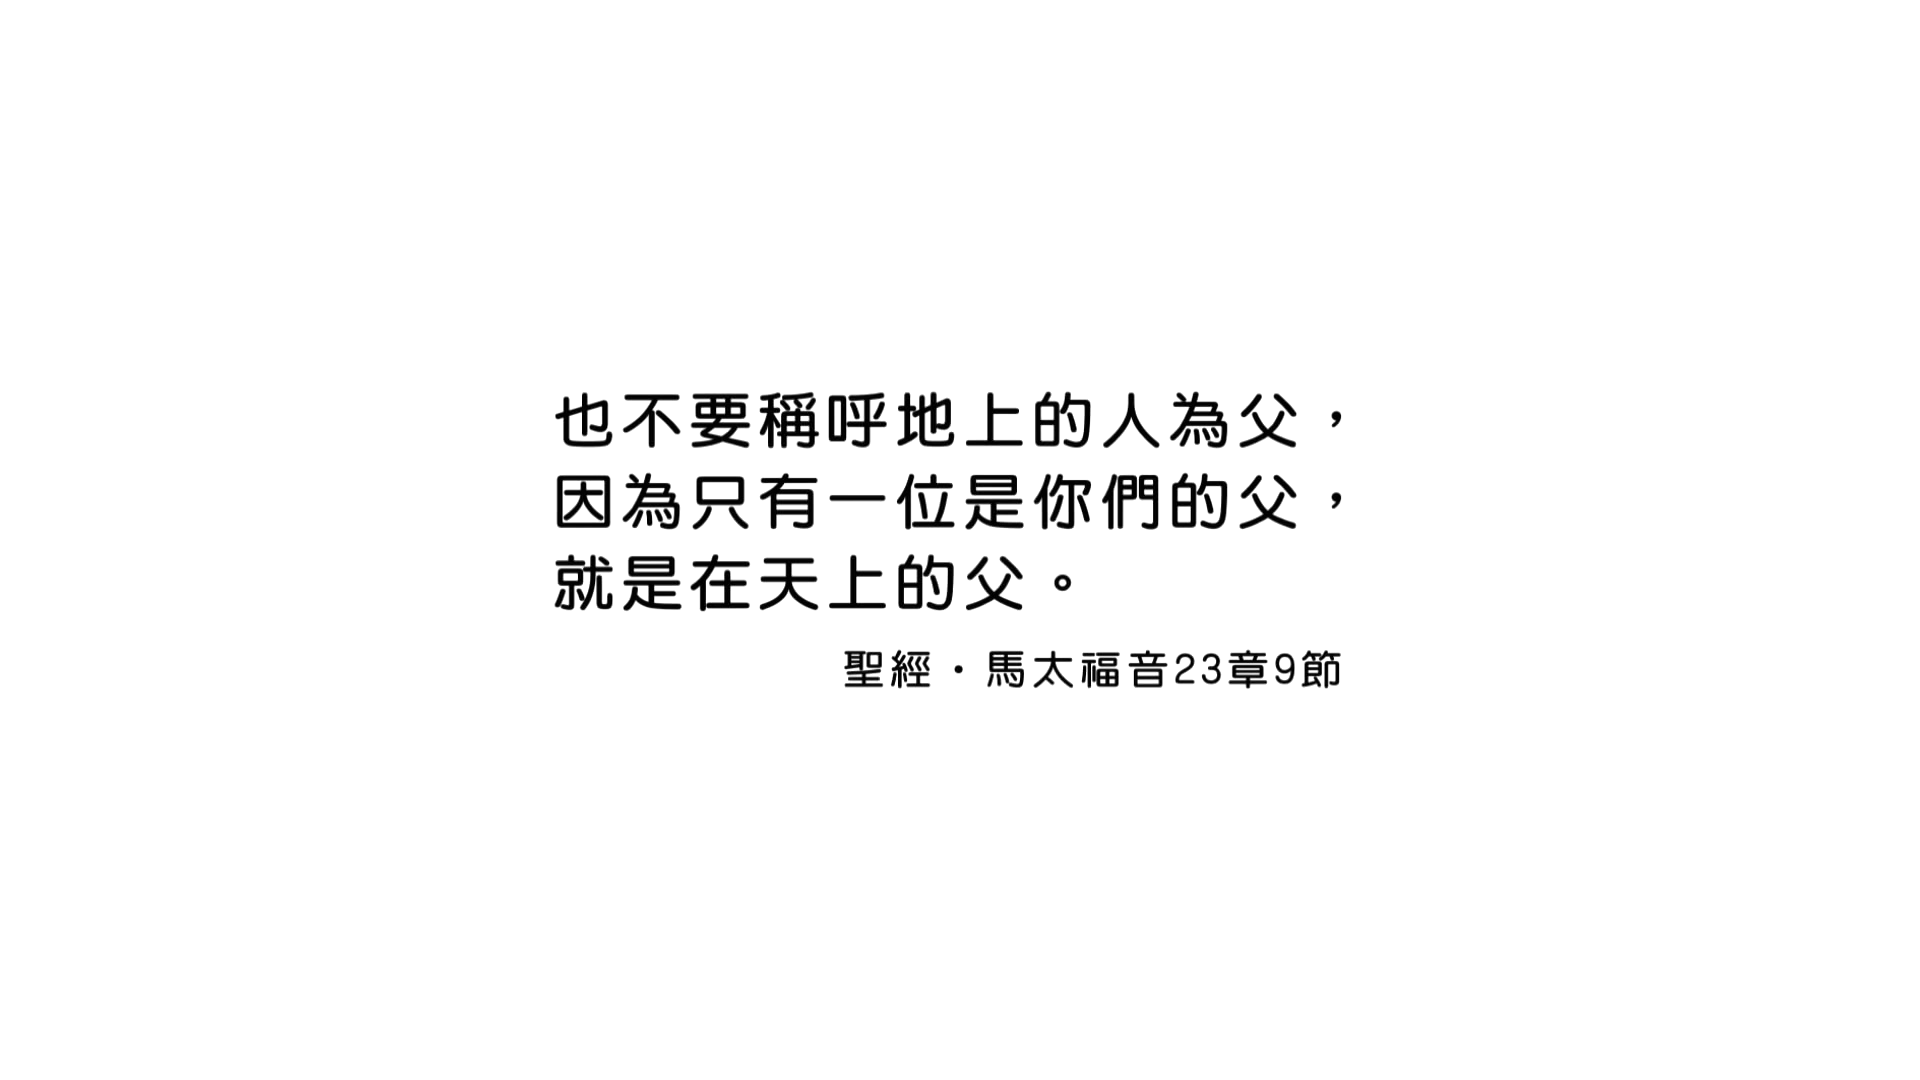 也不要稱呼地上的人為父，
因為只有一位是你們的父，
就是在天上的父。
聖經・馬太福音23章9節